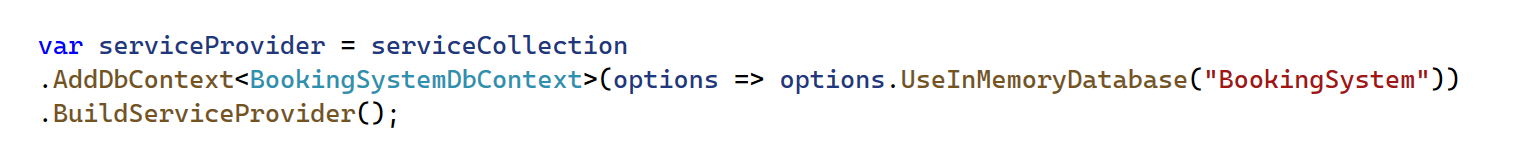 var serviceProvider = serviceCollection
.AddDbContext<BookingSystemDbContext>(options => options.UseInMemoryDatabase("BookingSystem"))
.BuildServiceProvider();